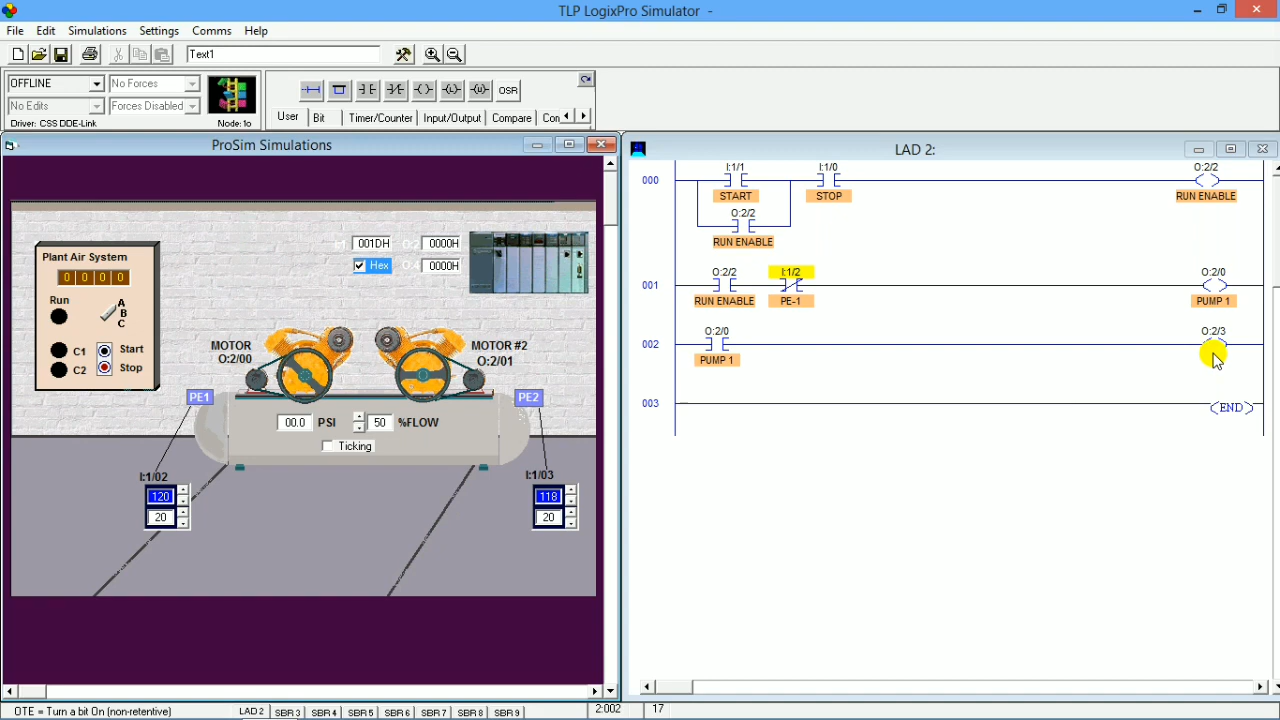 TLP LogixPro Simulator -
File Edit Simulations Settings Comms Help
Text1
OFFLINE No Forces
No Edits Forces Disabled
Driver: CSS DDE-Link Node: 1o
OSR
User Bit Timer/Counter Input/Output Compare Con
ProSim Simulations
Plant Air System
0 0 0 0
Run
A
B
C
C1 Start
C2 Stop
001DH 0000H
Hex 0000H
MOTOR
O:2/00
MOTOR #2
O:2/01
PE1
PE2
00.0 PSI 50 %FLOW
Ticking
I:1/02
120
20
I:1/03
118
20
LAD 2:
000
I:1/1 I:1/0 O:2/2
START STOP RUN ENABLE
O:2/2
RUN ENABLE
001
O:2/2 I:1/2 O:2/0
RUN ENABLE PE-1 PUMP 1
002
O:2/0 O:2/3
PUMP 1
003
END
OTE = Turn a bit On (non-retentive)
LAD 2 SBR 3 SBR 4 SBR 5 SBR 6 SBR 7 SBR 8 SBR 9
2:002 17